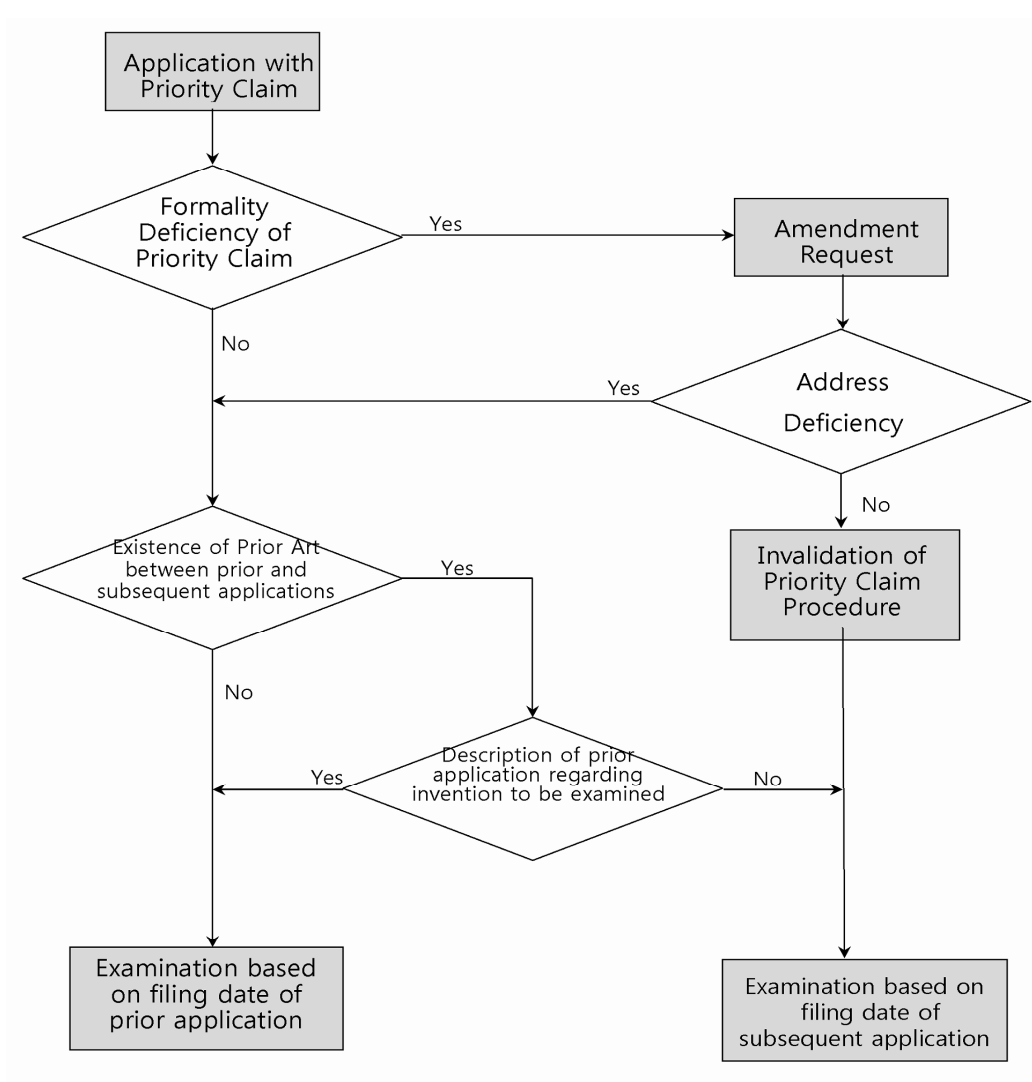 Application with
Priority Claim
Formality
Deficiency of
Priority Claim
Yes
Amendment
Request
No
Address
Deficiency
Yes
No
Existence of Prior Art
between prior and
subsequent applications
Yes
Invalidation of
Priority Claim
Procedure
No
Description of prior
application regarding
invention to be examined
Yes
No
Examination based
on filing date of
prior application
Examination based on
filing date of
subsequent application